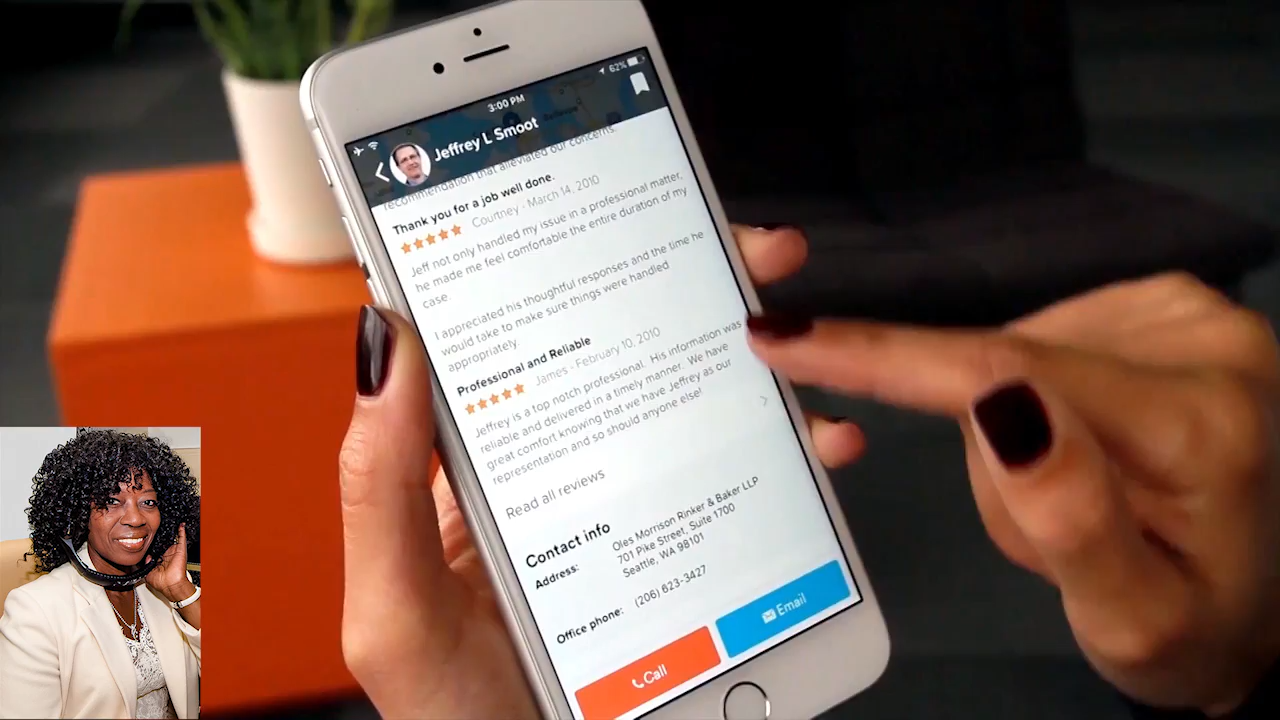 3:00 PM
62%
Jeffrey L Smoot
recommendation that alleviated our concerns.
Thank you for a job well done.
Courtney - March 14, 2010
Jeff not only handled my issue in a professional matter,
he made me feel comfortable the entire duration of my
case.
I appreciated his thoughtful responses and the time he
would take to make sure things were handled
appropriately.
Professional and Reliable
James - February 10, 2010
Jeffrey is a top notch professional. His information was
reliable and delivered in a timely manner. We have
great comfort knowing that we have Jeffrey as our
representation and so should anyone else!
Read all reviews
Contact info
Address:
Oles Morrison Rinker & Baker LLP
701 Pike Street, Suite 1700
Seattle, WA 98101
Office phone:
(206) 623-3427
Call
Email